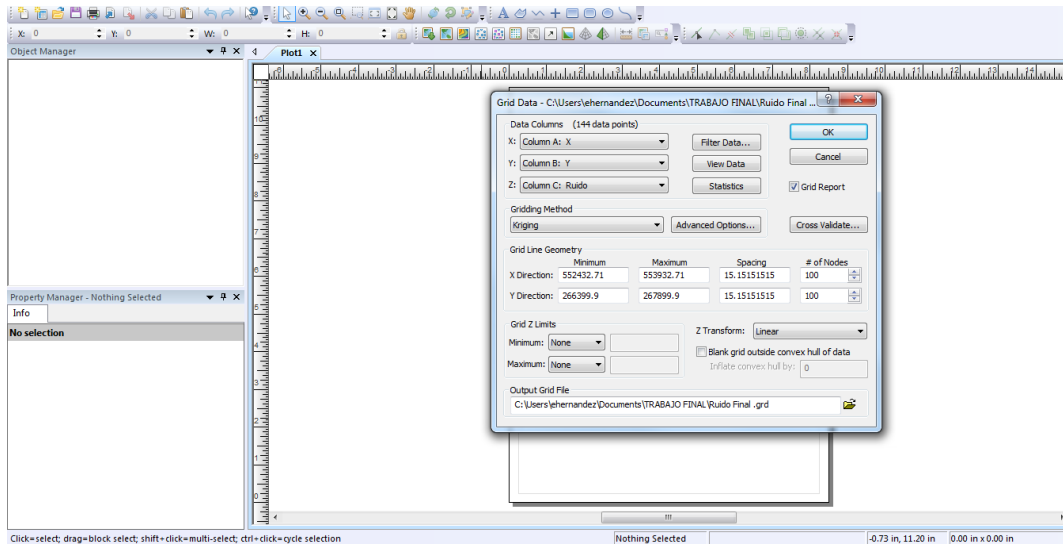 X: 0 Y: 0 W: 0 H: 0
Object Manager
Plot1
Grid Data - C:\Users\ehernandez\Documents\TRABAJO FINAL\Ruido Final ...
Data Columns (144 data points)
X: Column A: X
Filter Data...
OK
Y: Column B: Y
View Data
Cancel
Z: Column C: Ruido
Statistics
Grid Report
Gridding Method
Kriging
Advanced Options...
Cross Validate...
Grid Line Geometry
Minimum Maximum Spacing # of Nodes
X Direction: 552432.71 553932.71 15.15151515 100
Y Direction: 266399.9 267899.9 15.15151515 100
Grid Z Limits
Minimum: None
Maximum: None
Z Transform: Linear
Blank grid outside convex hull of data
Inflate convex hull by: 0
Output Grid File
C:\Users\ehernandez\Documents\TRABAJO FINAL\Ruido Final .grd
Property Manager - Nothing Selected
Info
No selection
Click=select; drag=block select; shift+click=multi-select; ctrl+click=cycle selection
Nothing Selected
-0.73 in, 11.20 in
0.00 in x 0.00 in